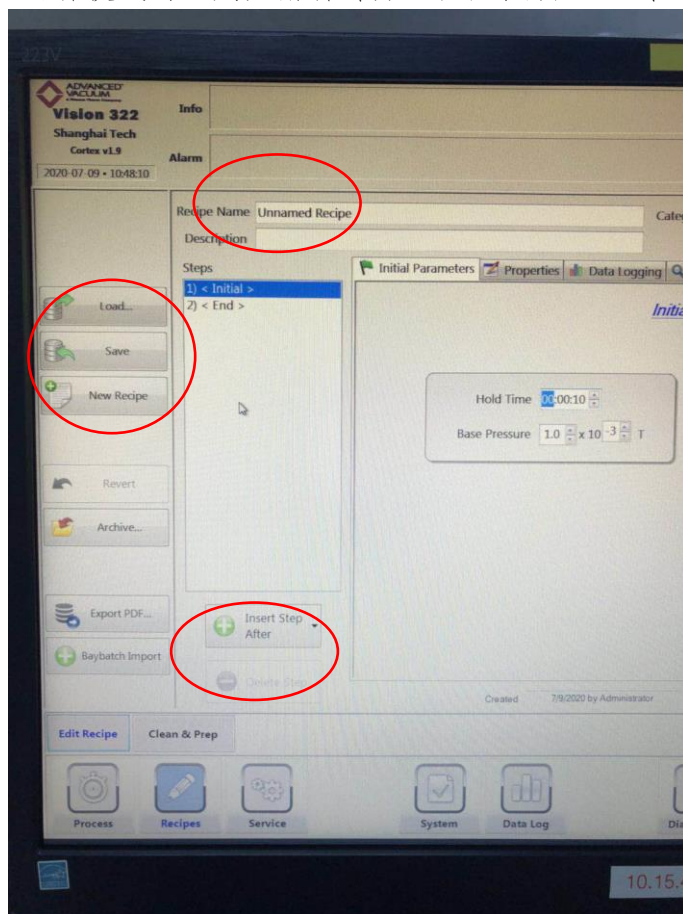 322V
ADVANCED
VACUUM
Vision 322
Shanghai Tech
Cortex v1.9
2020-07-09 • 10:48:10
Info
Alarm
Recipe Name Unnamed Recipe
Description
Steps
1) < Initial >
2) < End >
Initial Parameters Properties Data Logging
Hold Time 00:00:10
Base Pressure 1.0 x 10 -3 T
Load...
Save
New Recipe
Revert
Archive...
Export PDF...
Baybatch Import
Insert Step
After
Delete Step
Created 7/9/2020 by Administrator
Edit Recipe Clean & Prep
Process Recipes Service System Data Log
10.15.